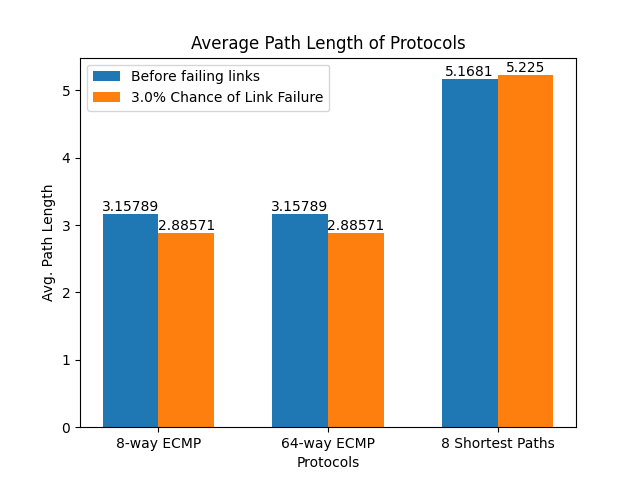 Average Path Length of Protocols
Before failing links
3.0% Chance of Link Failure
Avg. Path Length
5
4
3
2
1
0
3.15789
2.88571
3.15789
2.88571
5.1681
5.225
8-way ECMP
64-way ECMP
8 Shortest Paths
Protocols